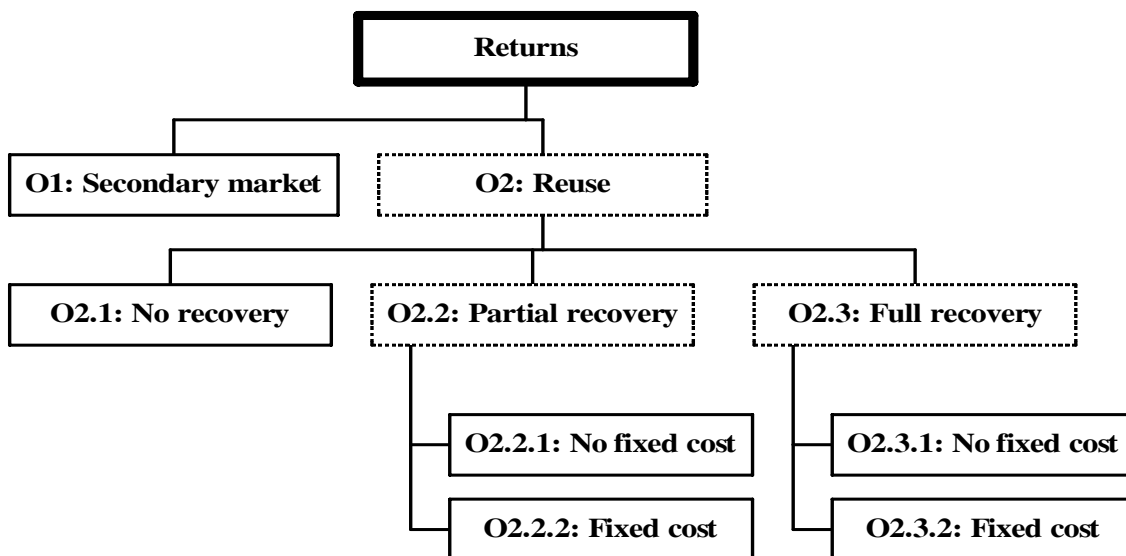 Returns
O1: Secondary market
O2: Reuse
O2.1: No recovery
O2.2: Partial recovery
O2.3: Full recovery
O2.2.1: No fixed cost
O2.3.1: No fixed cost
O2.2.2: Fixed cost
O2.3.2: Fixed cost